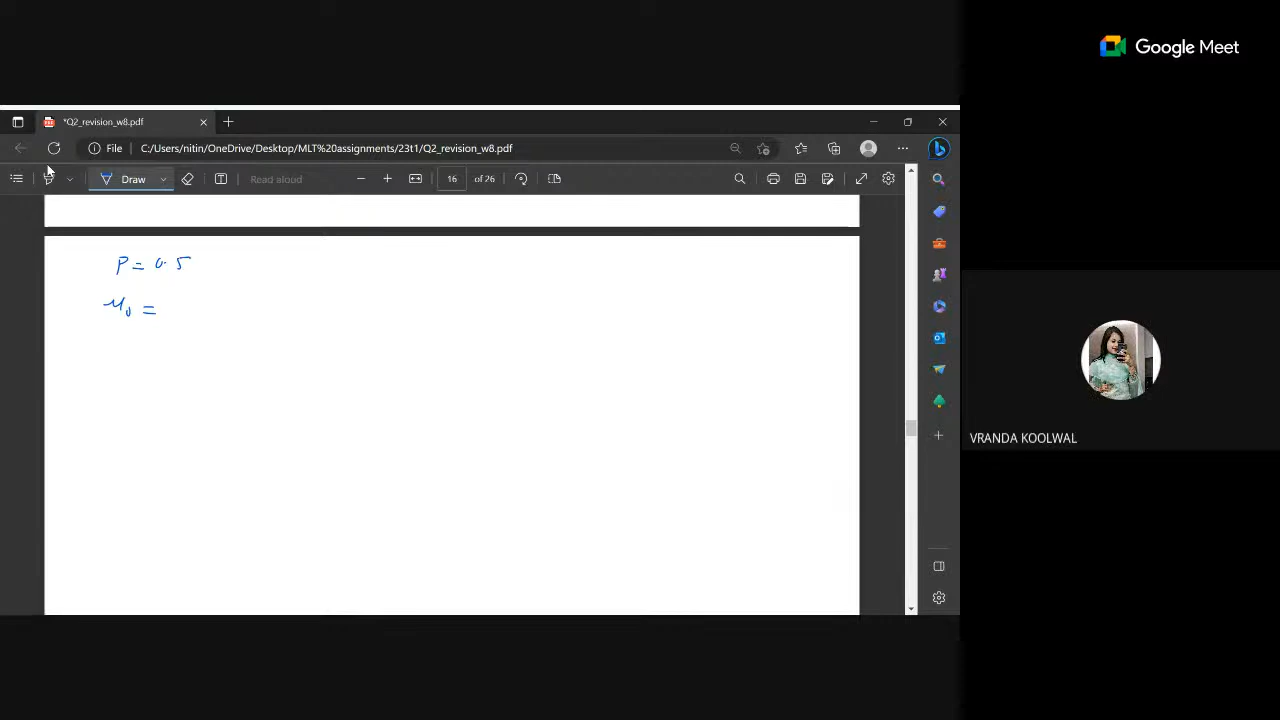 Google Meet
*Q2_revision_w8.pdf
File
C:/Users/nitin/OneDrive/Desktop/MLT%20assignments/23t1/Q2_revision_w8.pdf
Draw
Read aloud
16
of 26
P = 0.5
μ₀ =
VRANDA KOOLWAL